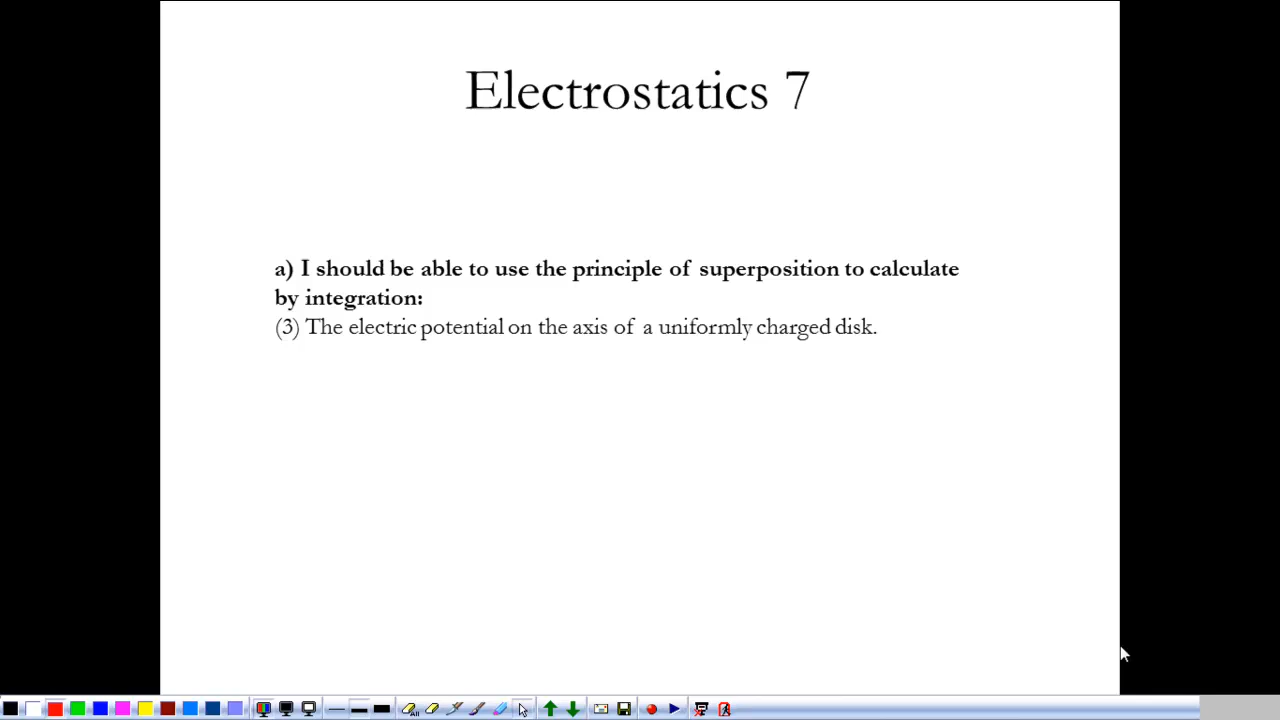 Electrostatics 7
a) I should be able to use the principle of superposition to calculate
by integration:
(3) The electric potential on the axis of a uniformly charged disk.